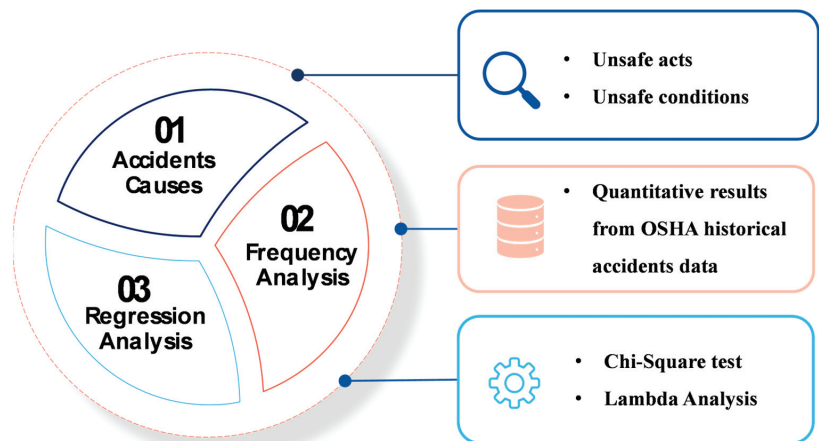 01
Accidents
Causes
02
Frequency
Analysis
03
Regression
Analysis
• Unsafe acts
• Unsafe conditions
• Quantitative results
from OSHA historical
accidents data
• Chi-Square test
• Lambda Analysis